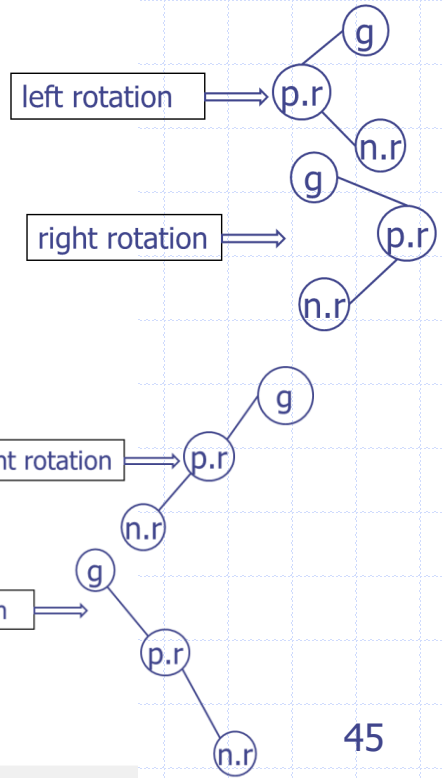 g
left rotation
p.r
n.r
g
right rotation
p.r
n.r
g
nt rotation
p.r
n.r
g
n
p.r
n.r
45